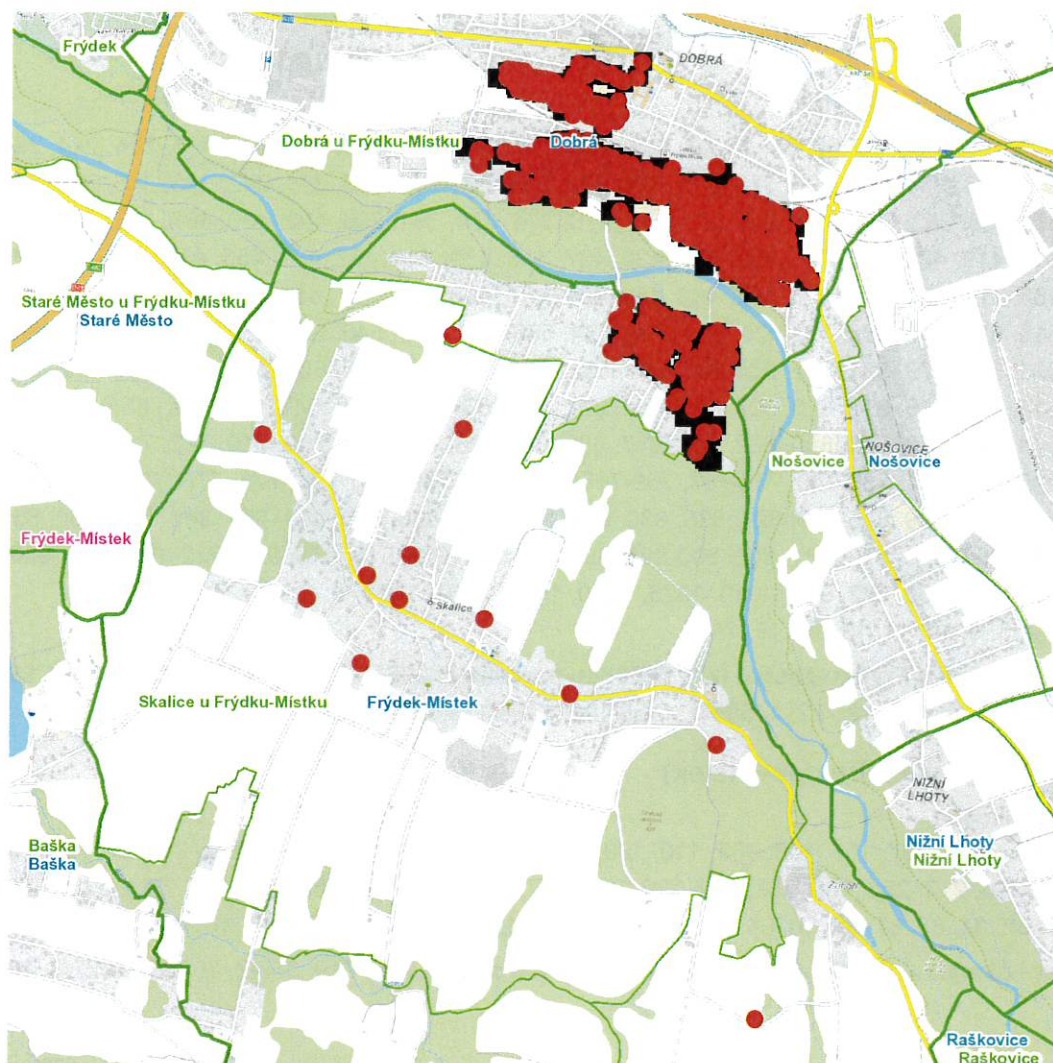 Frýdek
DOBRÁ
Dobrá u Frýdku-Místku
Dobrá
Staré Město u Frýdku-Místku
Staré Město
NOŠOVICE
Nošovice
Nošovice
Frýdek-Místek
Skalice
Skalice u Frýdku-Místku
Frýdek-Místek
NIŽNÍ
LHOTY
Baška
Baška
Nižní Lhoty
Nižní Lhoty
Raškovice
Raškovice